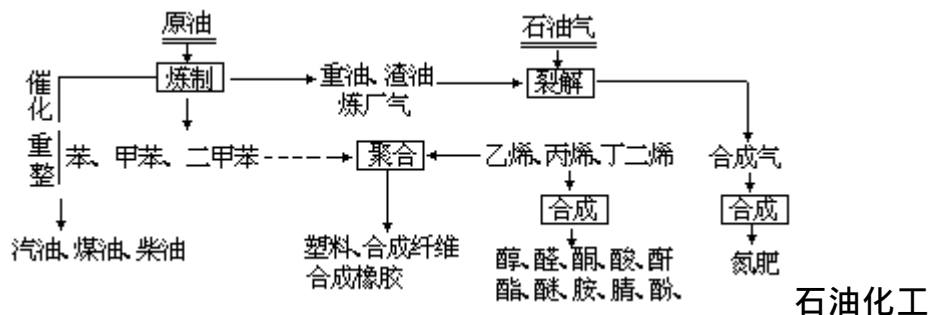 原油
石油气
催化重整
炼制
重油、渣油
炼厂气
裂解
苯、甲苯、二甲苯
聚合
乙烯、丙烯、丁二烯
合成气
合成
合成
汽油、煤油、柴油
塑料、合成纤维
合成橡胶
醇、醛、酮、酸、酐
酯、醚、胺、腈、酚、
氮肥
石油化工